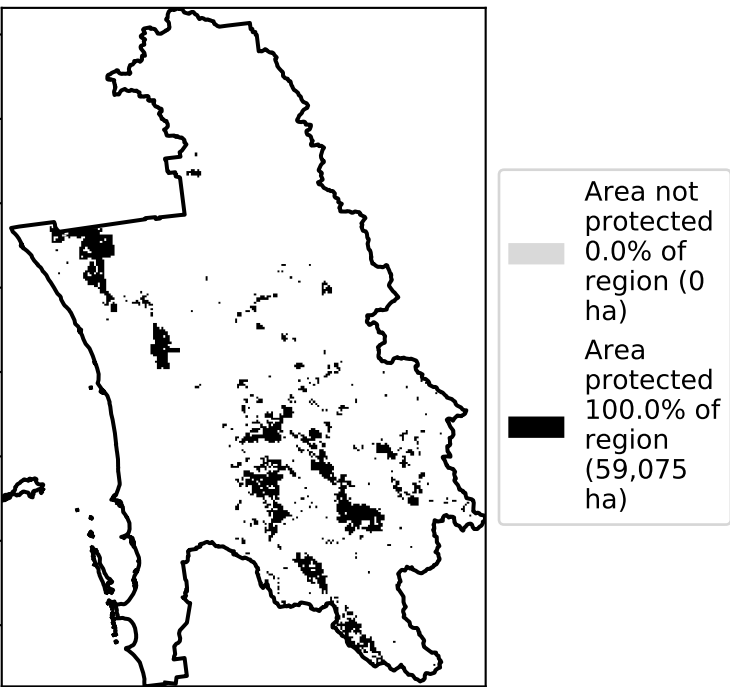 Area not
protected
0.0% of
region (0
ha)
Area
protected
100.0% of
region
(59,075
ha)